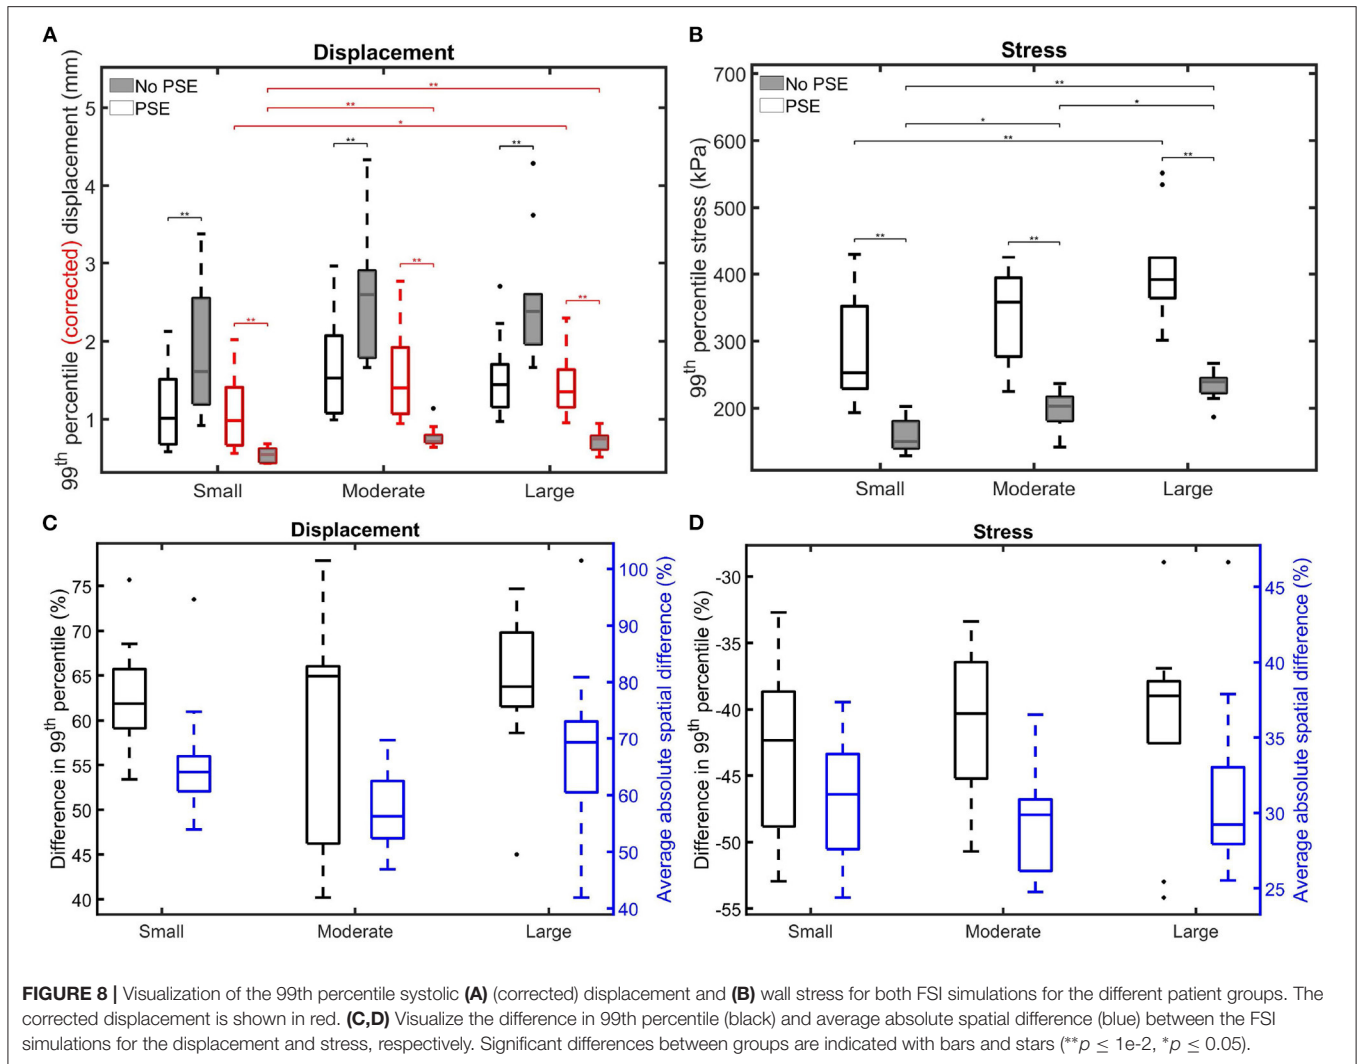 A
Displacement
No PSE
PSE
99th percentile (corrected) displacement (mm)
5
4
3
2
1
**
**
*
**
**
**
**
**
**
Small
Moderate
Large
B
Stress
No PSE
PSE
99th percentile stress (kPa)
700
600
500
400
300
200
**
*
*
**
**
**
**
Small
Moderate
Large
C
Displacement
Difference in 99th percentile (%)
75
70
65
60
55
50
45
40
Average absolute spatial difference (%)
100
90
80
70
60
50
40
Small
Moderate
Large
D
Stress
Difference in 99th percentile (%)
-30
-35
-40
-45
-50
-55
Average absolute spatial difference (%)
45
40
35
30
25
Small
Moderate
Large
FIGURE 8 | Visualization of the 99th percentile systolic (A) (corrected) displacement and (B) wall stress for both FSI simulations for the different patient groups. The
corrected displacement is shown in red. (C,D) Visualize the difference in 99th percentile (black) and average absolute spatial difference (blue) between the FSI
simulations for the displacement and stress, respectively. Significant differences between groups are indicated with bars and stars (**p ≤ 1e-2, *p ≤ 0.05).